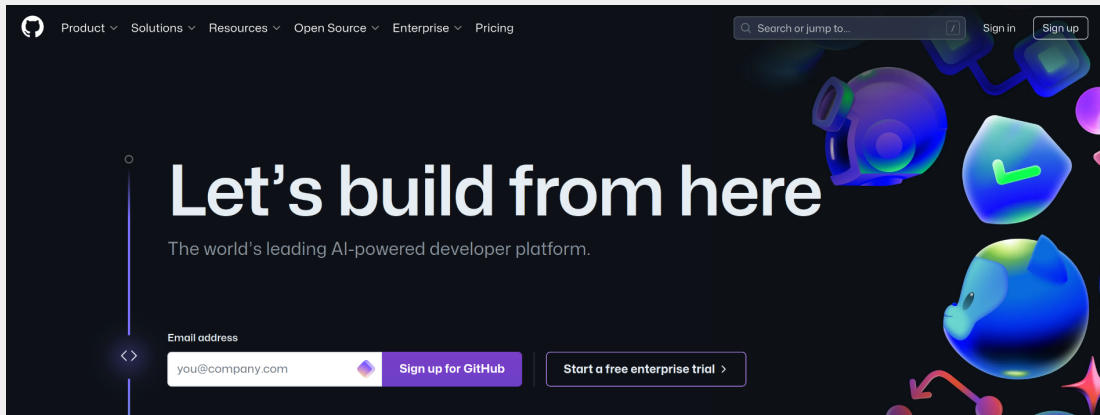 Product Solutions Resources Open Source Enterprise Pricing Search or jump to... / Sign in Sign up
Let’s build from here
The world’s leading AI-powered developer platform.
Email address
you@company.com Sign up for GitHub Start a free enterprise trial